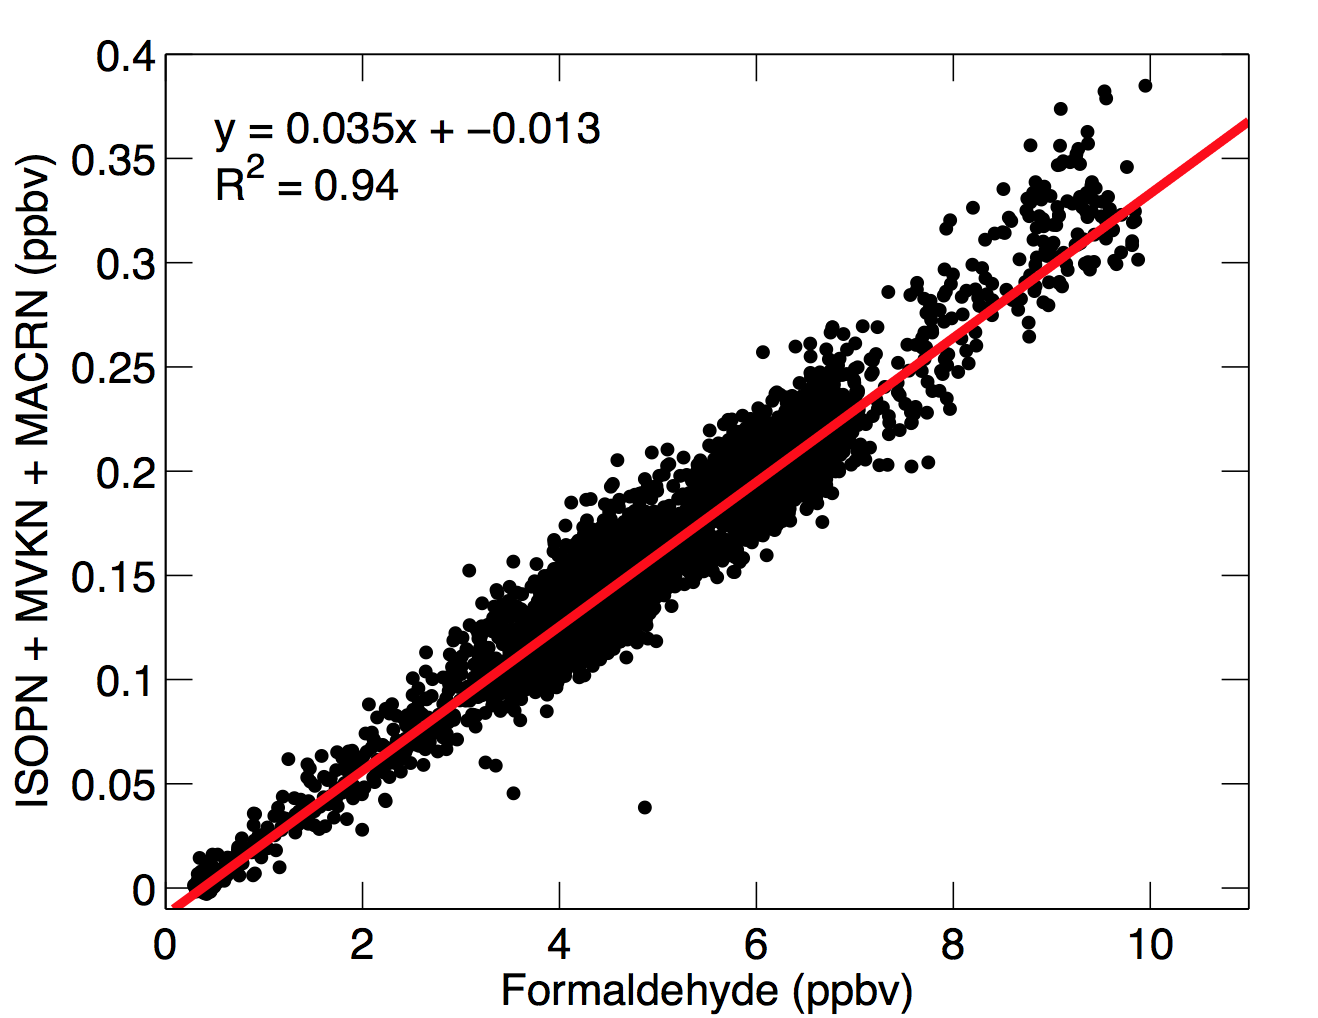 y = 0.035x + −0.013
R² = 0.94
ISOPN + MVKN + MACRN (ppbv)
0.4
0.35
0.3
0.25
0.2
0.15
0.1
0.05
0
0 2 4 6 8 10
Formaldehyde (ppbv)